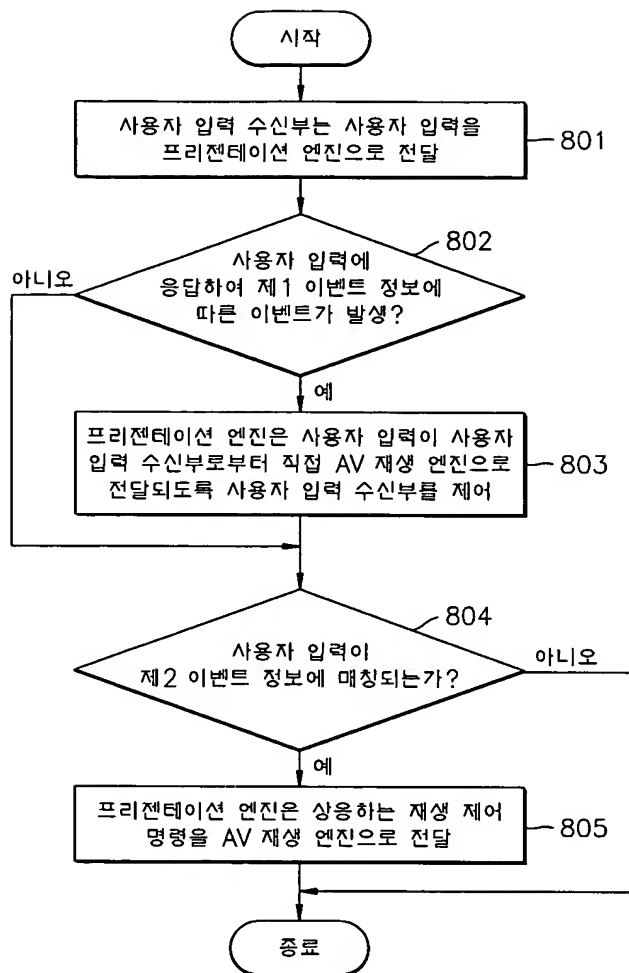 시작
사용자 입력 수신부는 사용자 입력을
프리젠테이션 엔진으로 전달
801
802
사용자 입력에
응답하여 제1 이벤트 정보에
따른 이벤트가 발생?
아니오
예
프리젠테이션 엔진은 사용자 입력이 사용자
입력 수신부로부터 직접 AV 재생 엔진으로
전달되도록 사용자 입력 수신부를 제어
803
804
사용자 입력이
제2 이벤트 정보에 매칭되는가?
아니오
예
프리젠테이션 엔진은 상응하는 재생 제어
명령을 AV 재생 엔진으로 전달
805
종료